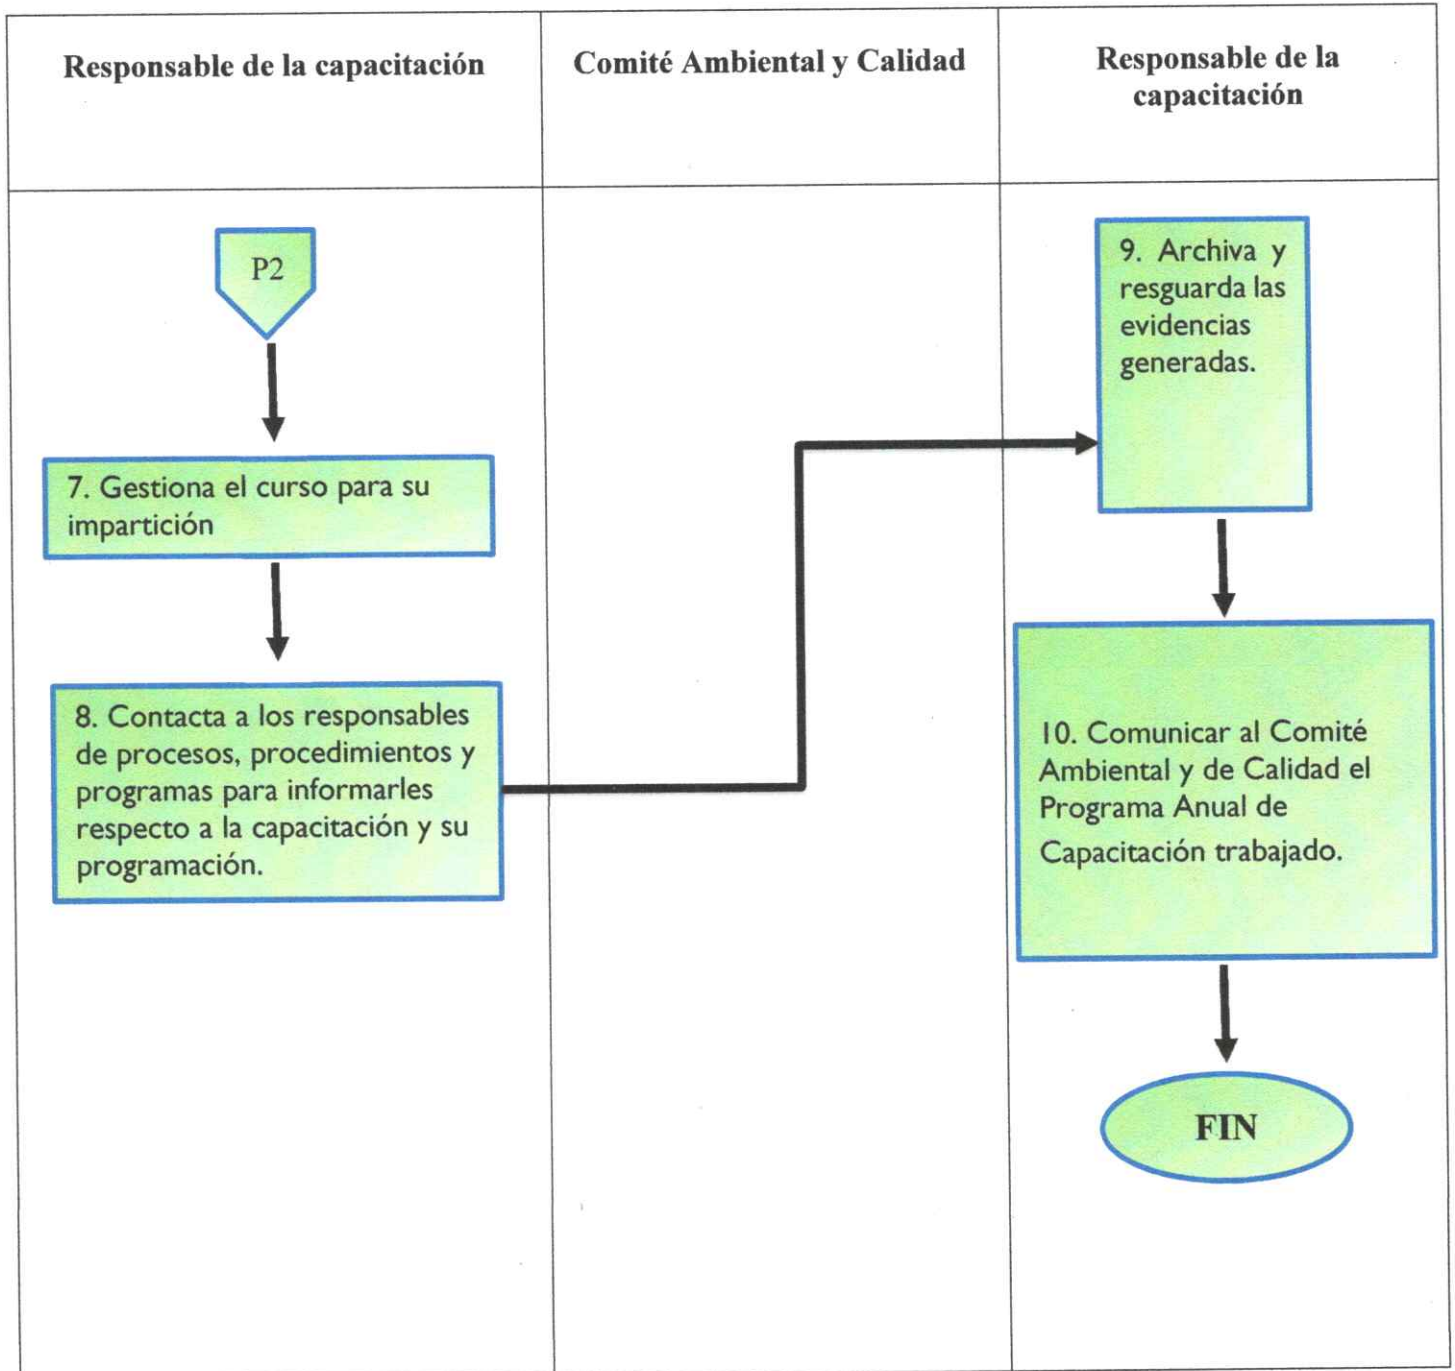 Responsable de la capacitación
Comité Ambiental y Calidad
Responsable de la
capacitación
P2
7. Gestiona el curso para su
impartición
8. Contacta a los responsables
de procesos, procedimientos y
programas para informarles
respecto a la capacitación y su
programación.
9. Archiva y
resguarda las
evidencias
generadas.
10. Comunicar al Comité
Ambiental y de Calidad el
Programa Anual de
Capacitación trabajado.
FIN